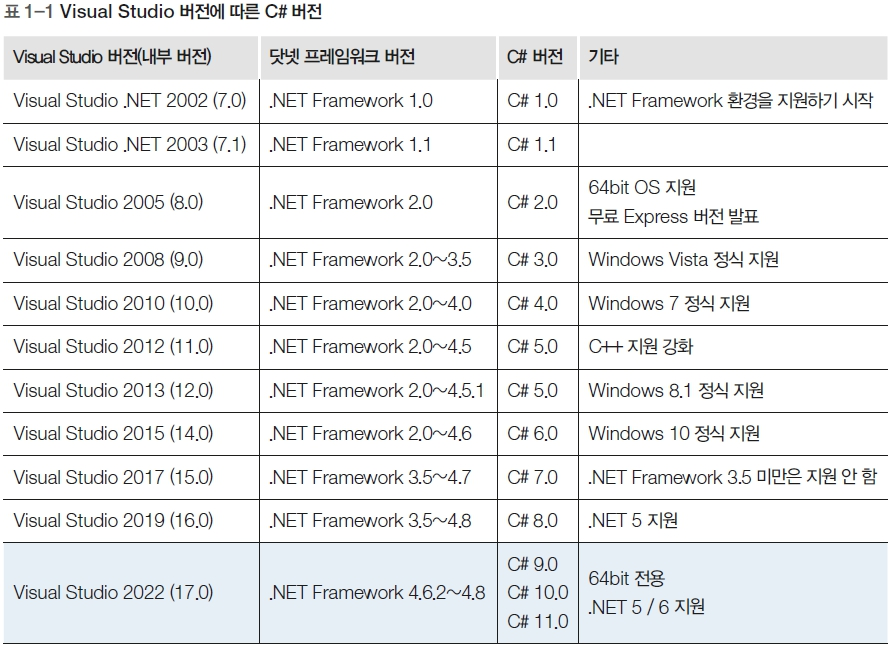 표 1-1 Visual Studio 버전에 따른 C# 버전
Visual Studio 버전(내부 버전) 닷넷 프레임워크 버전 C# 버전 기타
Visual Studio .NET 2002 (7.0) .NET Framework 1.0 C# 1.0 .NET Framework 환경을 지원하기 시작
Visual Studio .NET 2003 (7.1) .NET Framework 1.1 C# 1.1
Visual Studio 2005 (8.0) .NET Framework 2.0 C# 2.0 64bit OS 지원
무료 Express 버전 발표
Visual Studio 2008 (9.0) .NET Framework 2.0~3.5 C# 3.0 Windows Vista 정식 지원
Visual Studio 2010 (10.0) .NET Framework 2.0~4.0 C# 4.0 Windows 7 정식 지원
Visual Studio 2012 (11.0) .NET Framework 2.0~4.5 C# 5.0 C++ 지원 강화
Visual Studio 2013 (12.0) .NET Framework 2.0~4.5.1 C# 5.0 Windows 8.1 정식 지원
Visual Studio 2015 (14.0) .NET Framework 2.0~4.6 C# 6.0 Windows 10 정식 지원
Visual Studio 2017 (15.0) .NET Framework 3.5~4.7 C# 7.0 .NET Framework 3.5 미만은 지원 안 함
Visual Studio 2019 (16.0) .NET Framework 3.5~4.8 C# 8.0 .NET 5 지원
Visual Studio 2022 (17.0) .NET Framework 4.6.2~4.8 C# 9.0
C# 10.0
C# 11.0
64bit 전용
.NET 5 / 6 지원